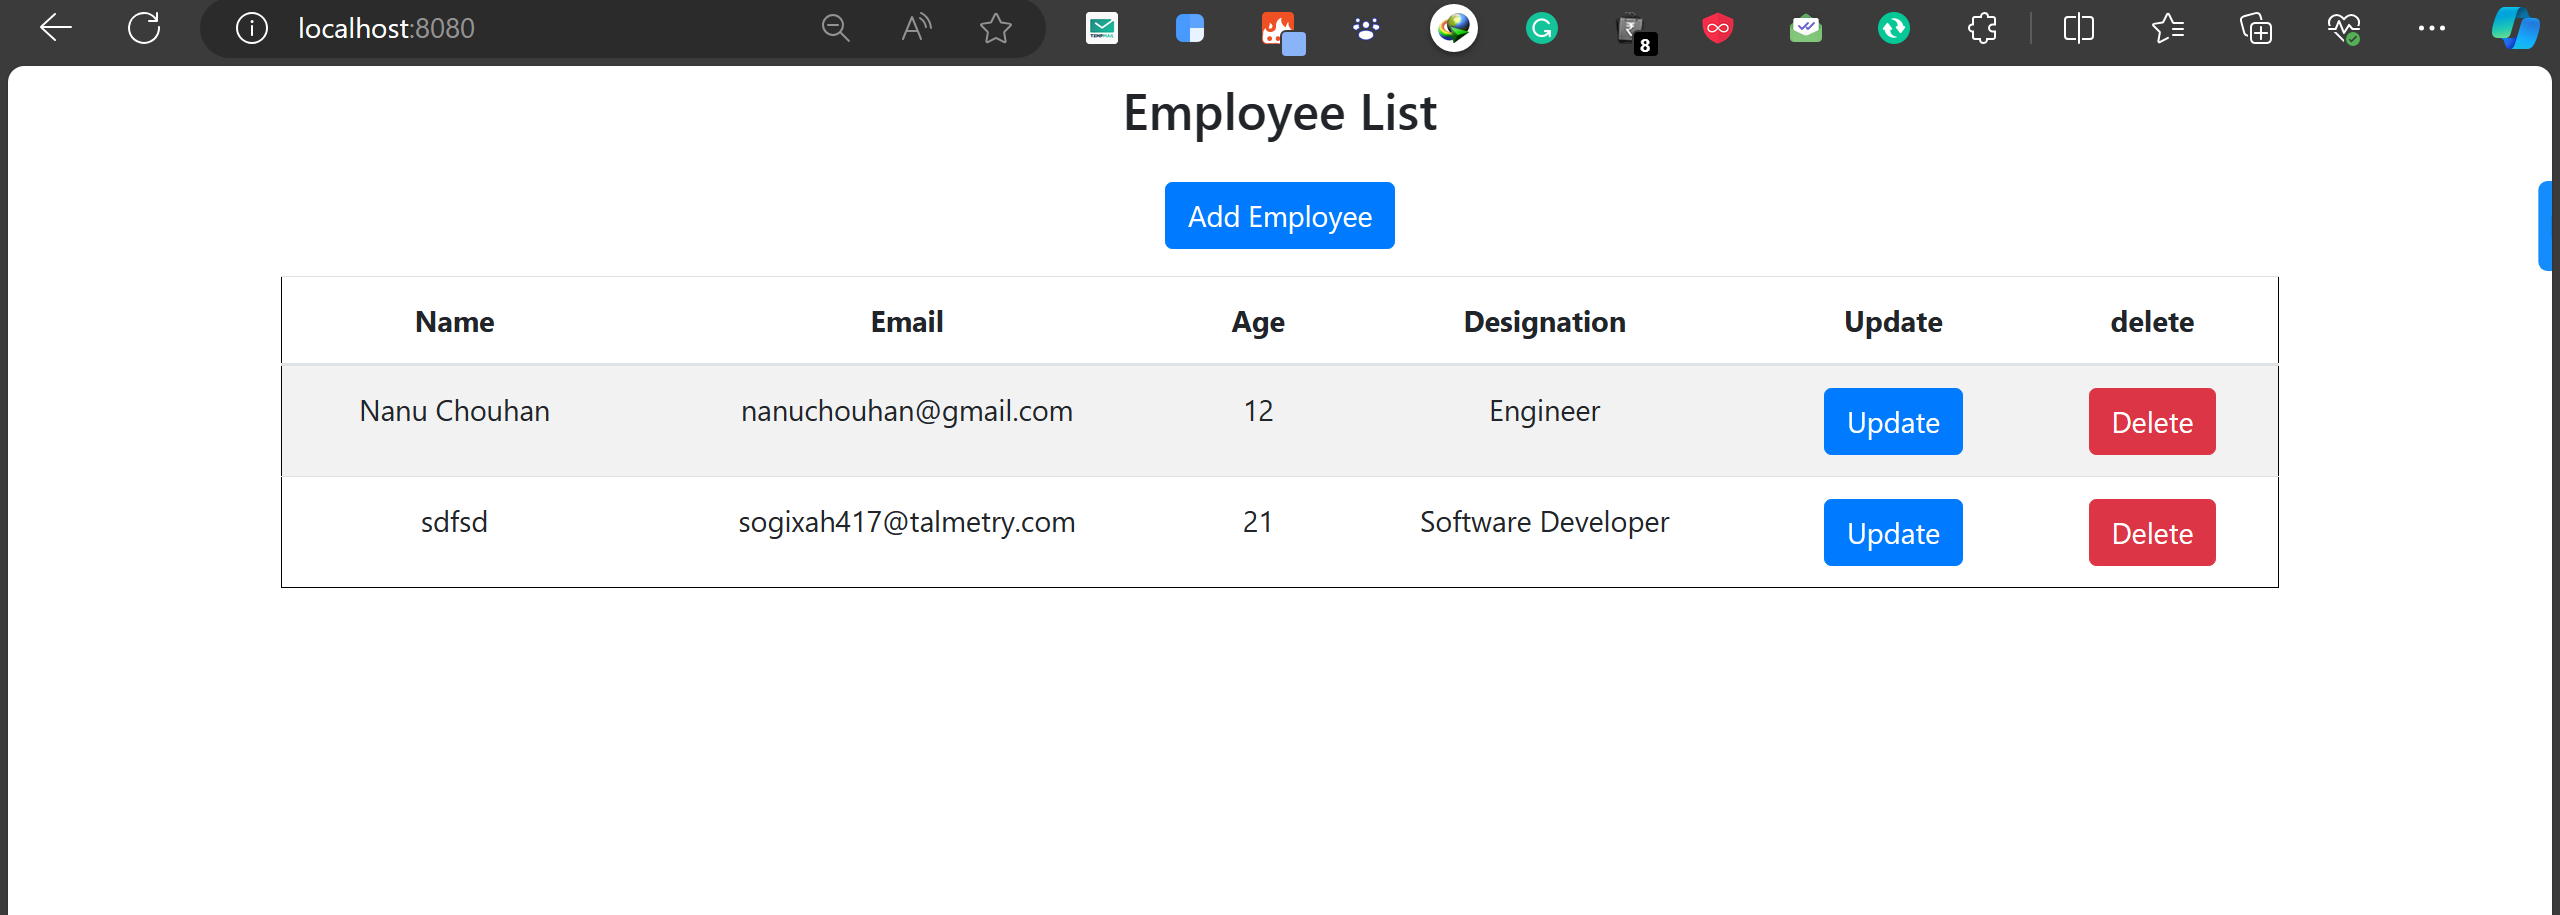 localhost:8080
8
Employee List
Add Employee
Name Email Age Designation Update delete
Nanu Chouhan nanuchouhan@gmail.com 12 Engineer Update Delete
sdfsd sogixah417@talmetry.com 21 Software Developer Update Delete